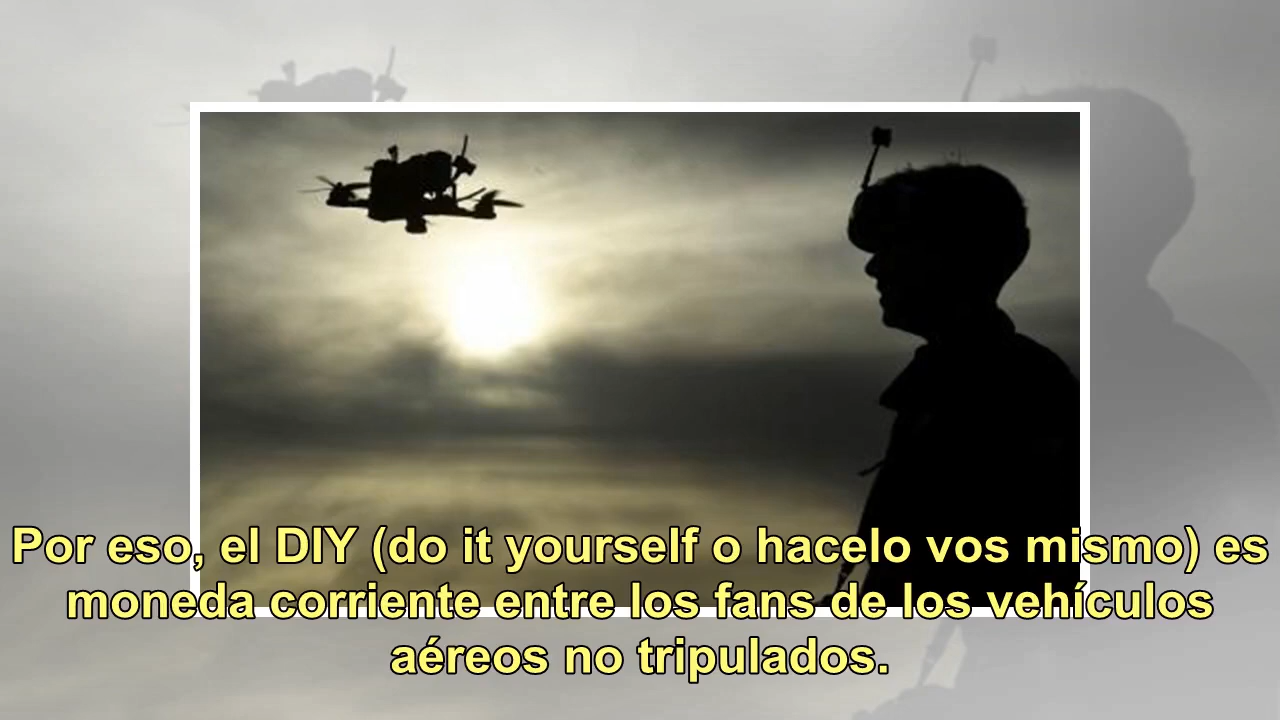 Por eso, el DIY (do it yourself o hacelo vos mismo) es
moneda corriente entre los fans de los vehículos
aéreos no tripulados.